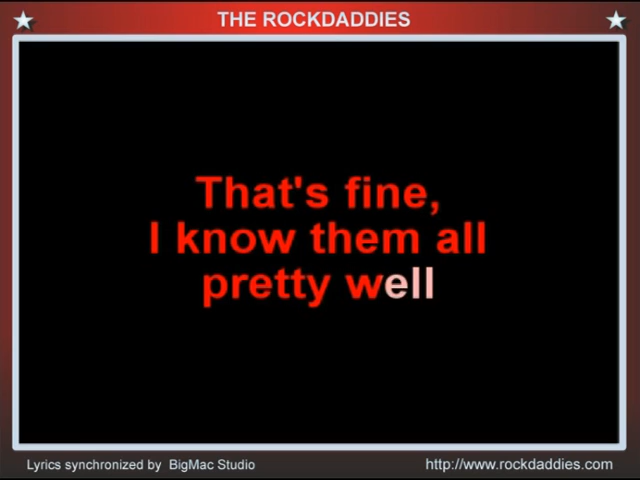 THE ROCKDADDIES
That's fine,
I know them all
pretty well
Lyrics synchronized by BigMac Studio
http://www.rockdaddies.com